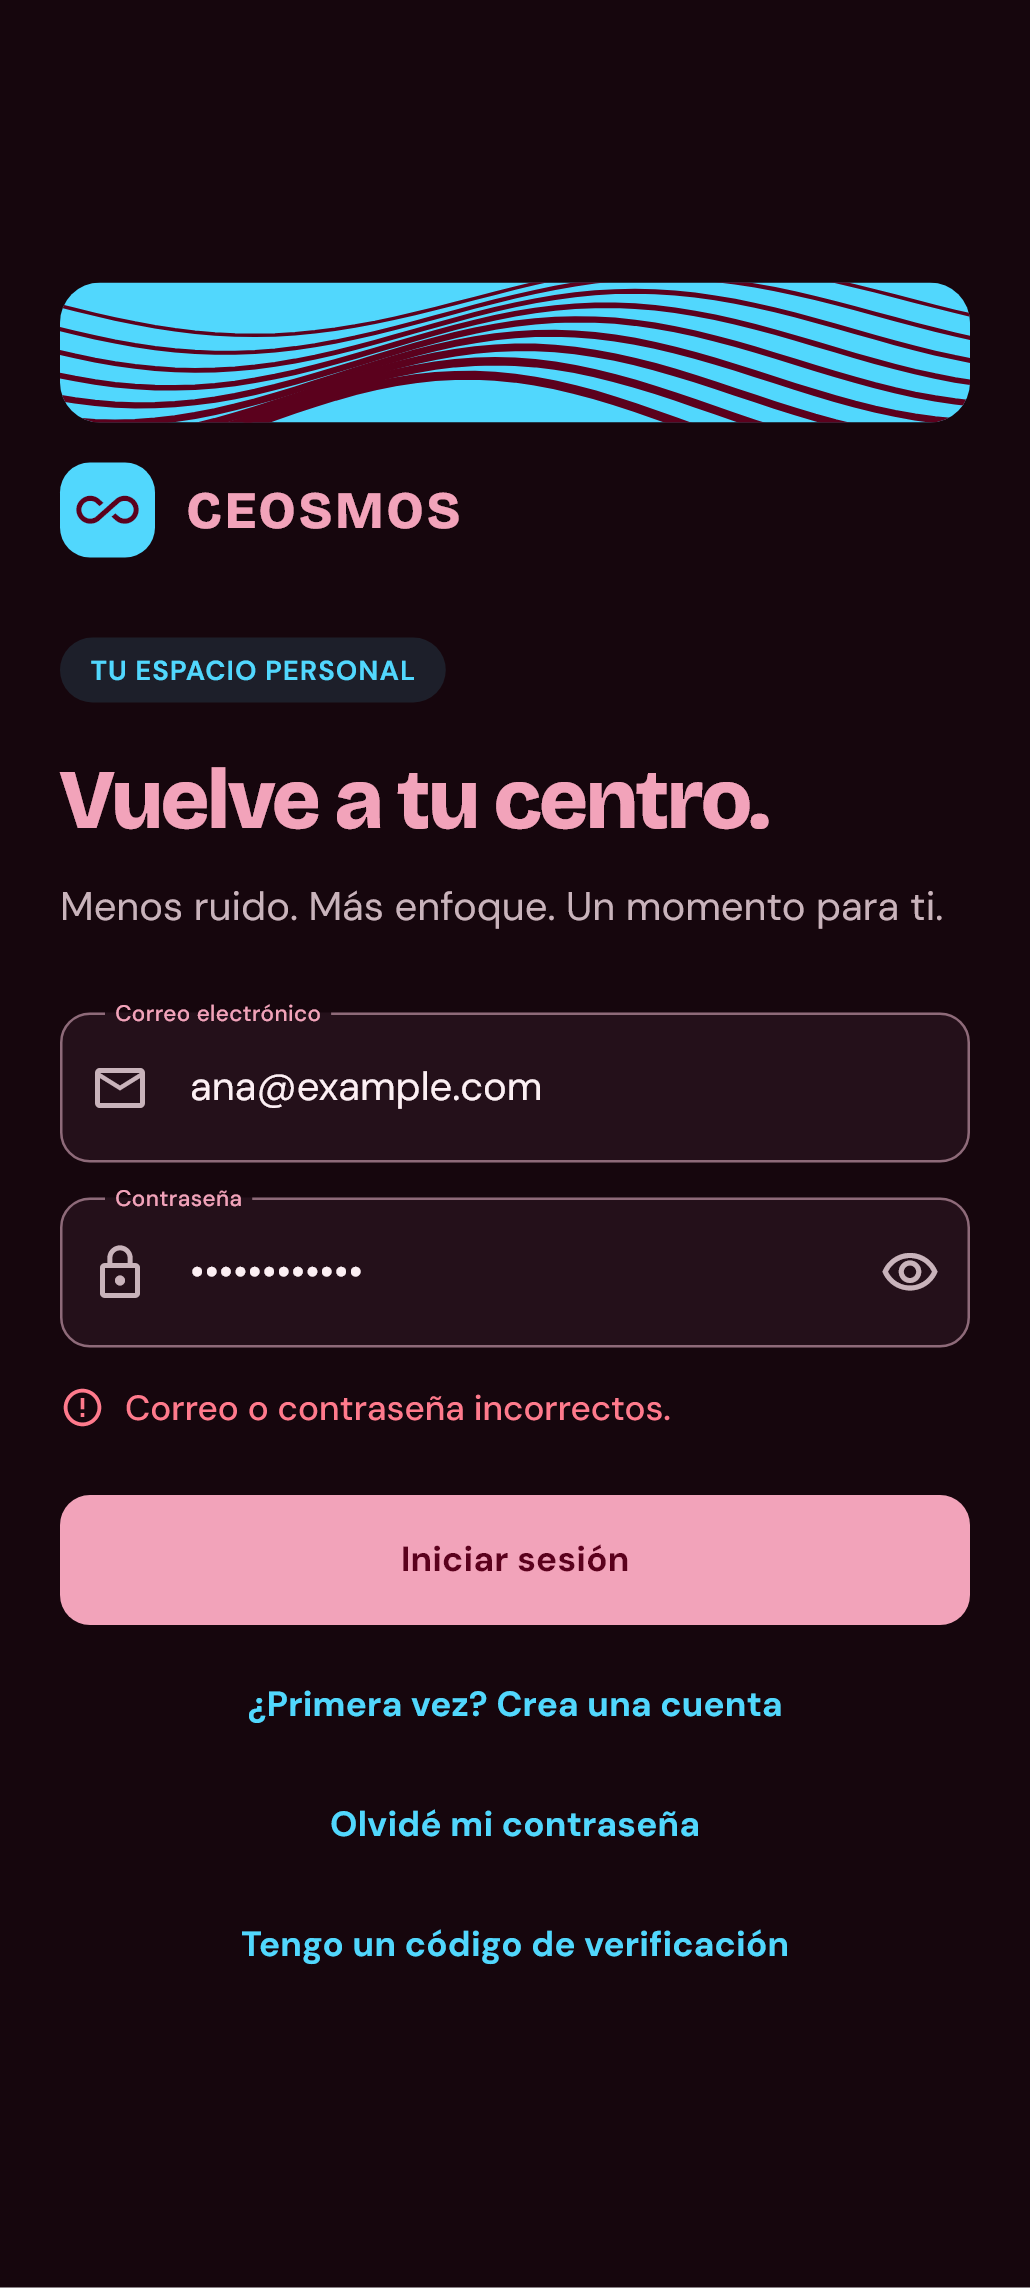 CEOSMOS
TU ESPACIO PERSONAL
Vuelve a tu centro.
Menos ruido. Más enfoque. Un momento para ti.
Correo electrónico
ana@example.com
Contraseña
••••••••••••
Correo o contraseña incorrectos.
Iniciar sesión
¿Primera vez? Crea una cuenta
Olvidé mi contraseña
Tengo un código de verificación